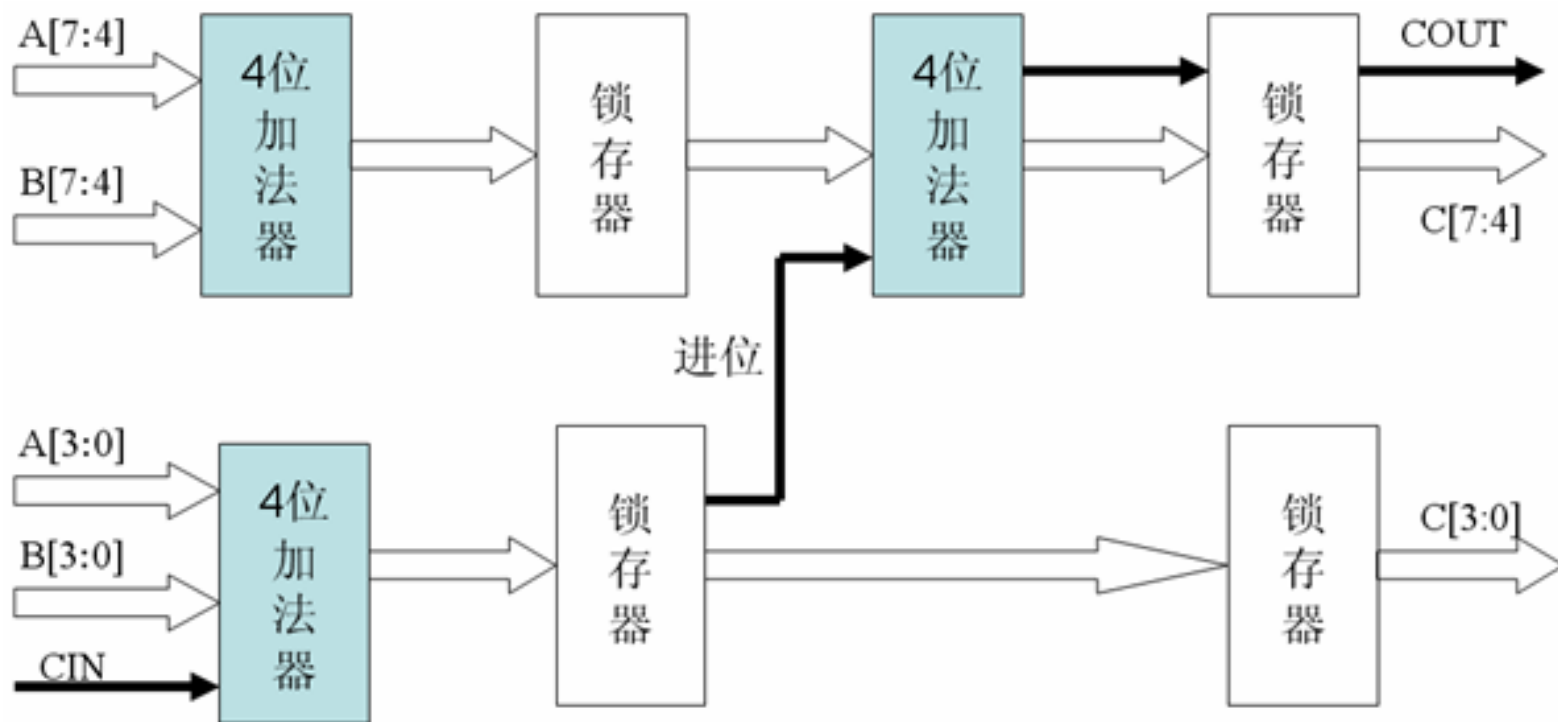 A[7:4]
B[7:4]
4位
加
法
器
锁
存
器
4位
加
法
器
锁
存
器
COUT
C[7:4]
进位
A[3:0]
B[3:0]
CIN
4位
加
法
器
锁
存
器
锁
存
器
C[3:0]